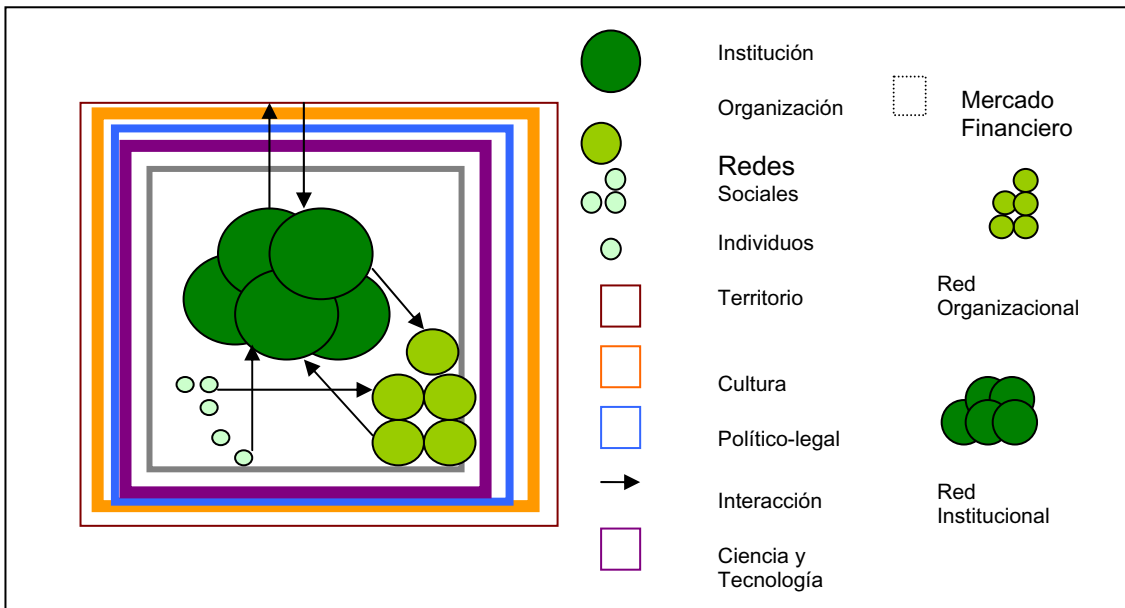 Institución
Organización
Redes
Sociales
Individuos
Territorio
Cultura
Político-legal
Interacción
Ciencia y
Tecnología
Mercado
Financiero
Red
Organizacional
Red
Institucional